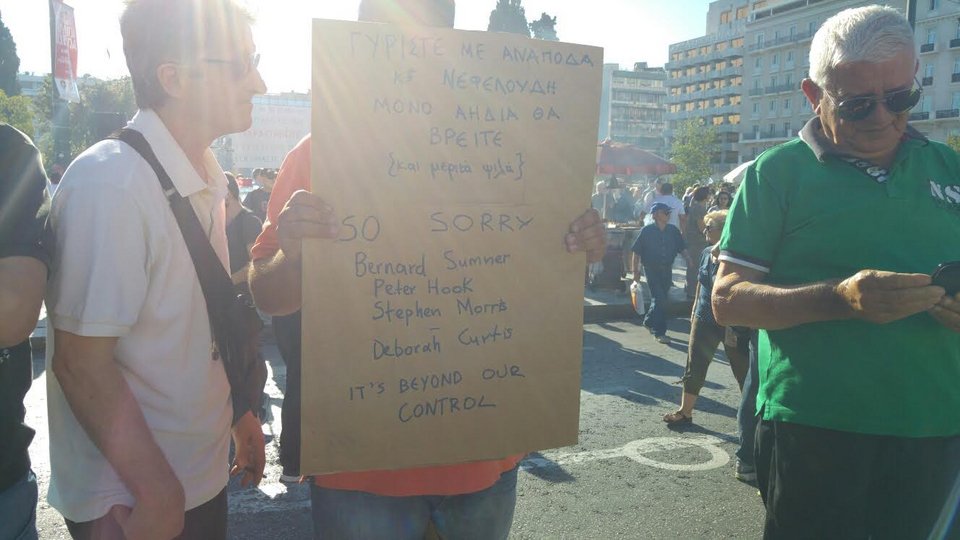 ΓΥΡΙΣΤΕ ΜΕ ΑΝΑΠΟΔΑ
ΚΕ ΝΕΦΕΛΟΥΔΗ
ΜΟΝΟ ΑΗΔΙΑ ΘΑ
ΒΡΕΙΤΕ
{και μερικά ψιλά}
SO SORRY
Bernard Sumner
Peter Hook
Stephen Morris
-
Deborah Curtis
IT'S BEYOND OUR
CONTROL